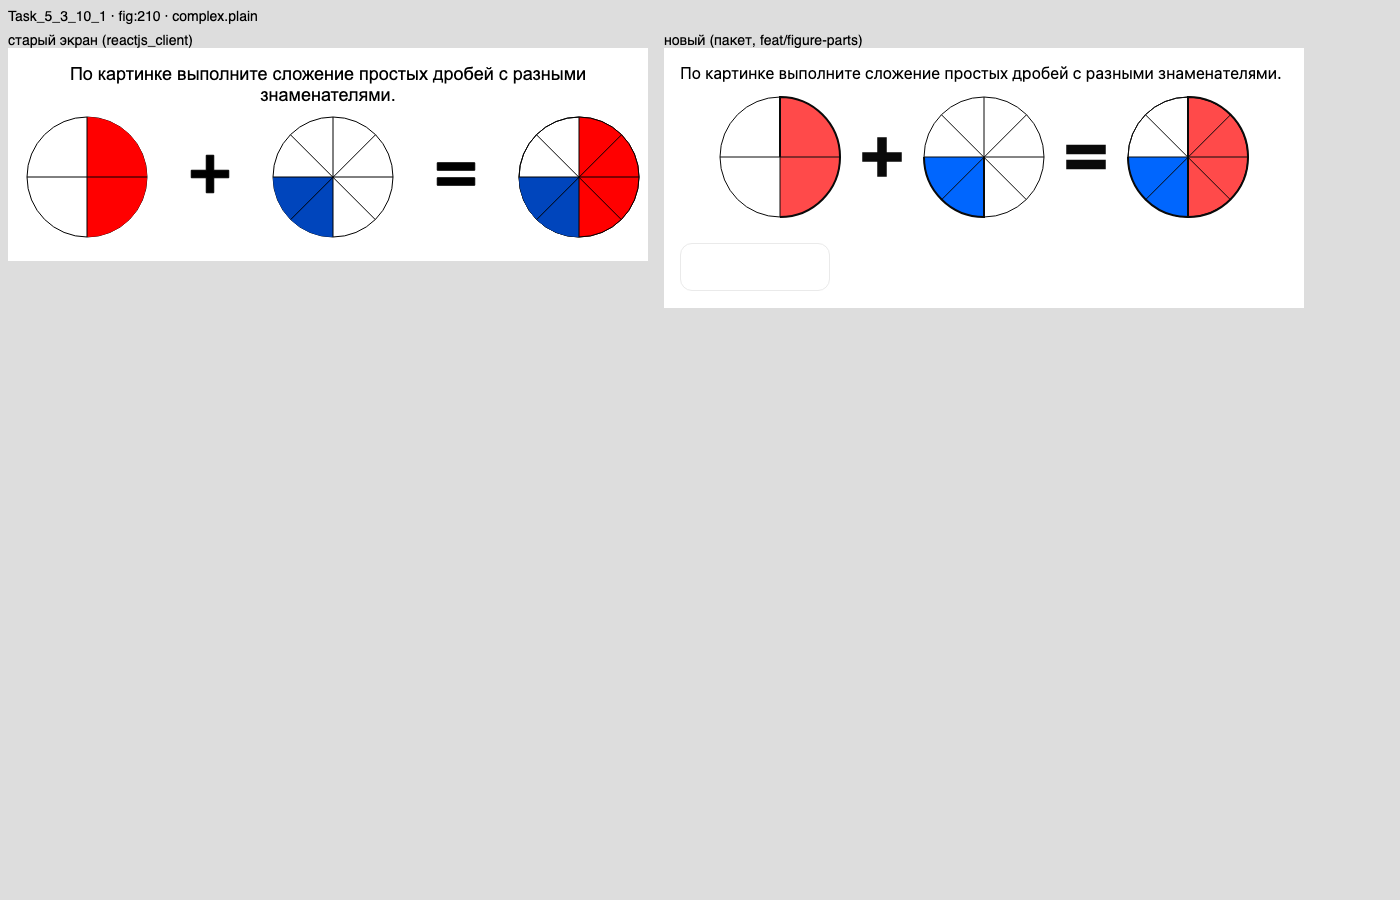 Task_5_3_10_1 · fig:210 · complex.plain
старый экран (reactjs_client)
По картинке выполните сложение простых дробей с разными
знаменателями.
+ =
новый (пакет, feat/figure-parts)
По картинке выполните сложение простых дробей с разными знаменателями.
+ =